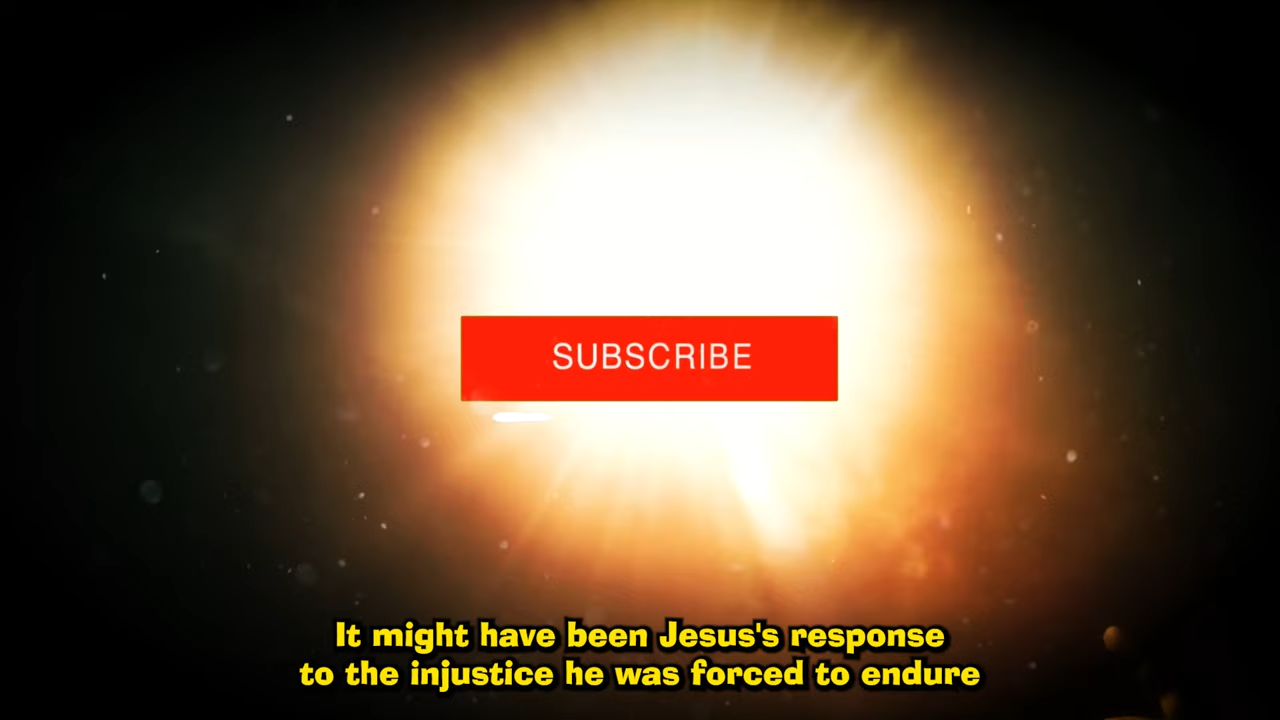 SUBSCRIBE
It might have been Jesus's response
to the injustice he was forced to endure